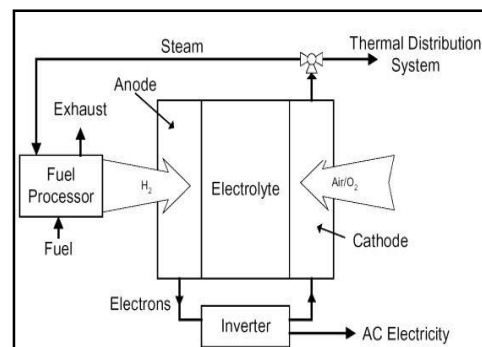 Steam
Thermal Distribution
System
Anode
Exhaust
Fuel
Processor
H₂
Electrolyte
Air/O₂
Cathode
Fuel
Electrons
Inverter
AC Electricity